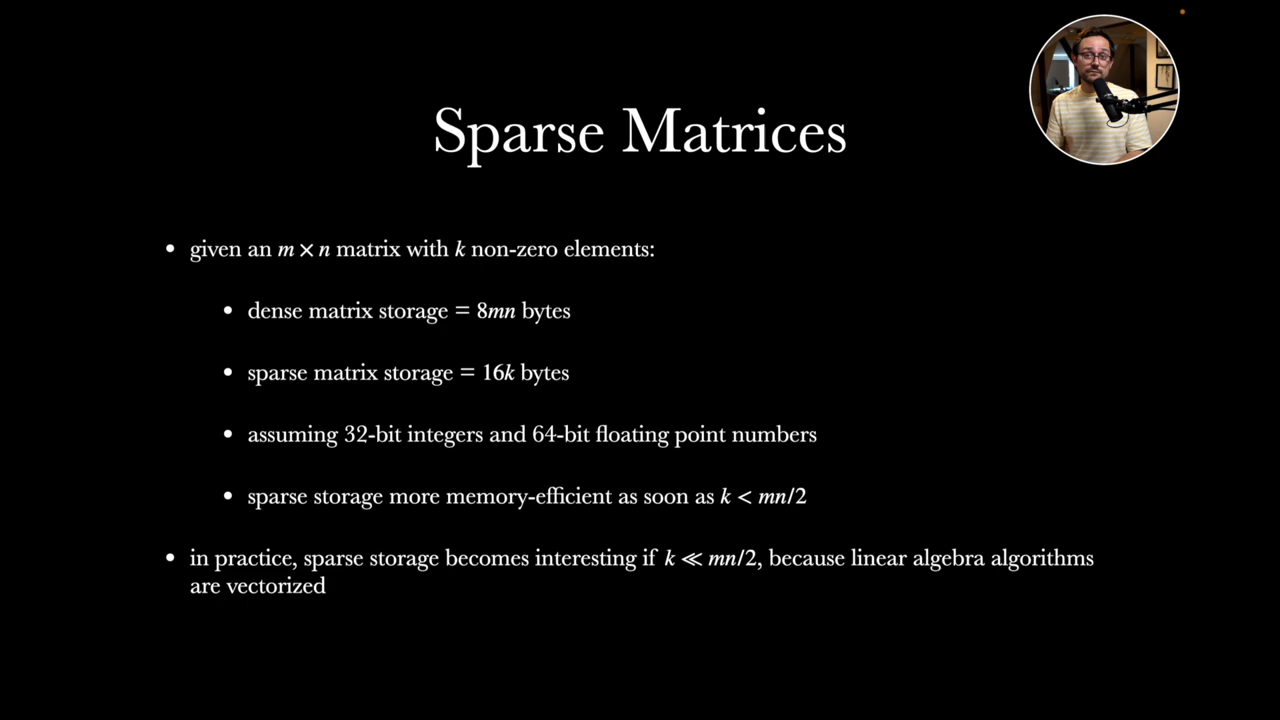 Sparse Matrices
• given an m × n matrix with k non-zero elements:
• dense matrix storage = 8mn bytes
• sparse matrix storage = 16k bytes
• assuming 32-bit integers and 64-bit floating point numbers
• sparse storage more memory-efficient as soon as k < mn/2
• in practice, sparse storage becomes interesting if k ≪ mn/2, because linear algebra algorithms
are vectorized